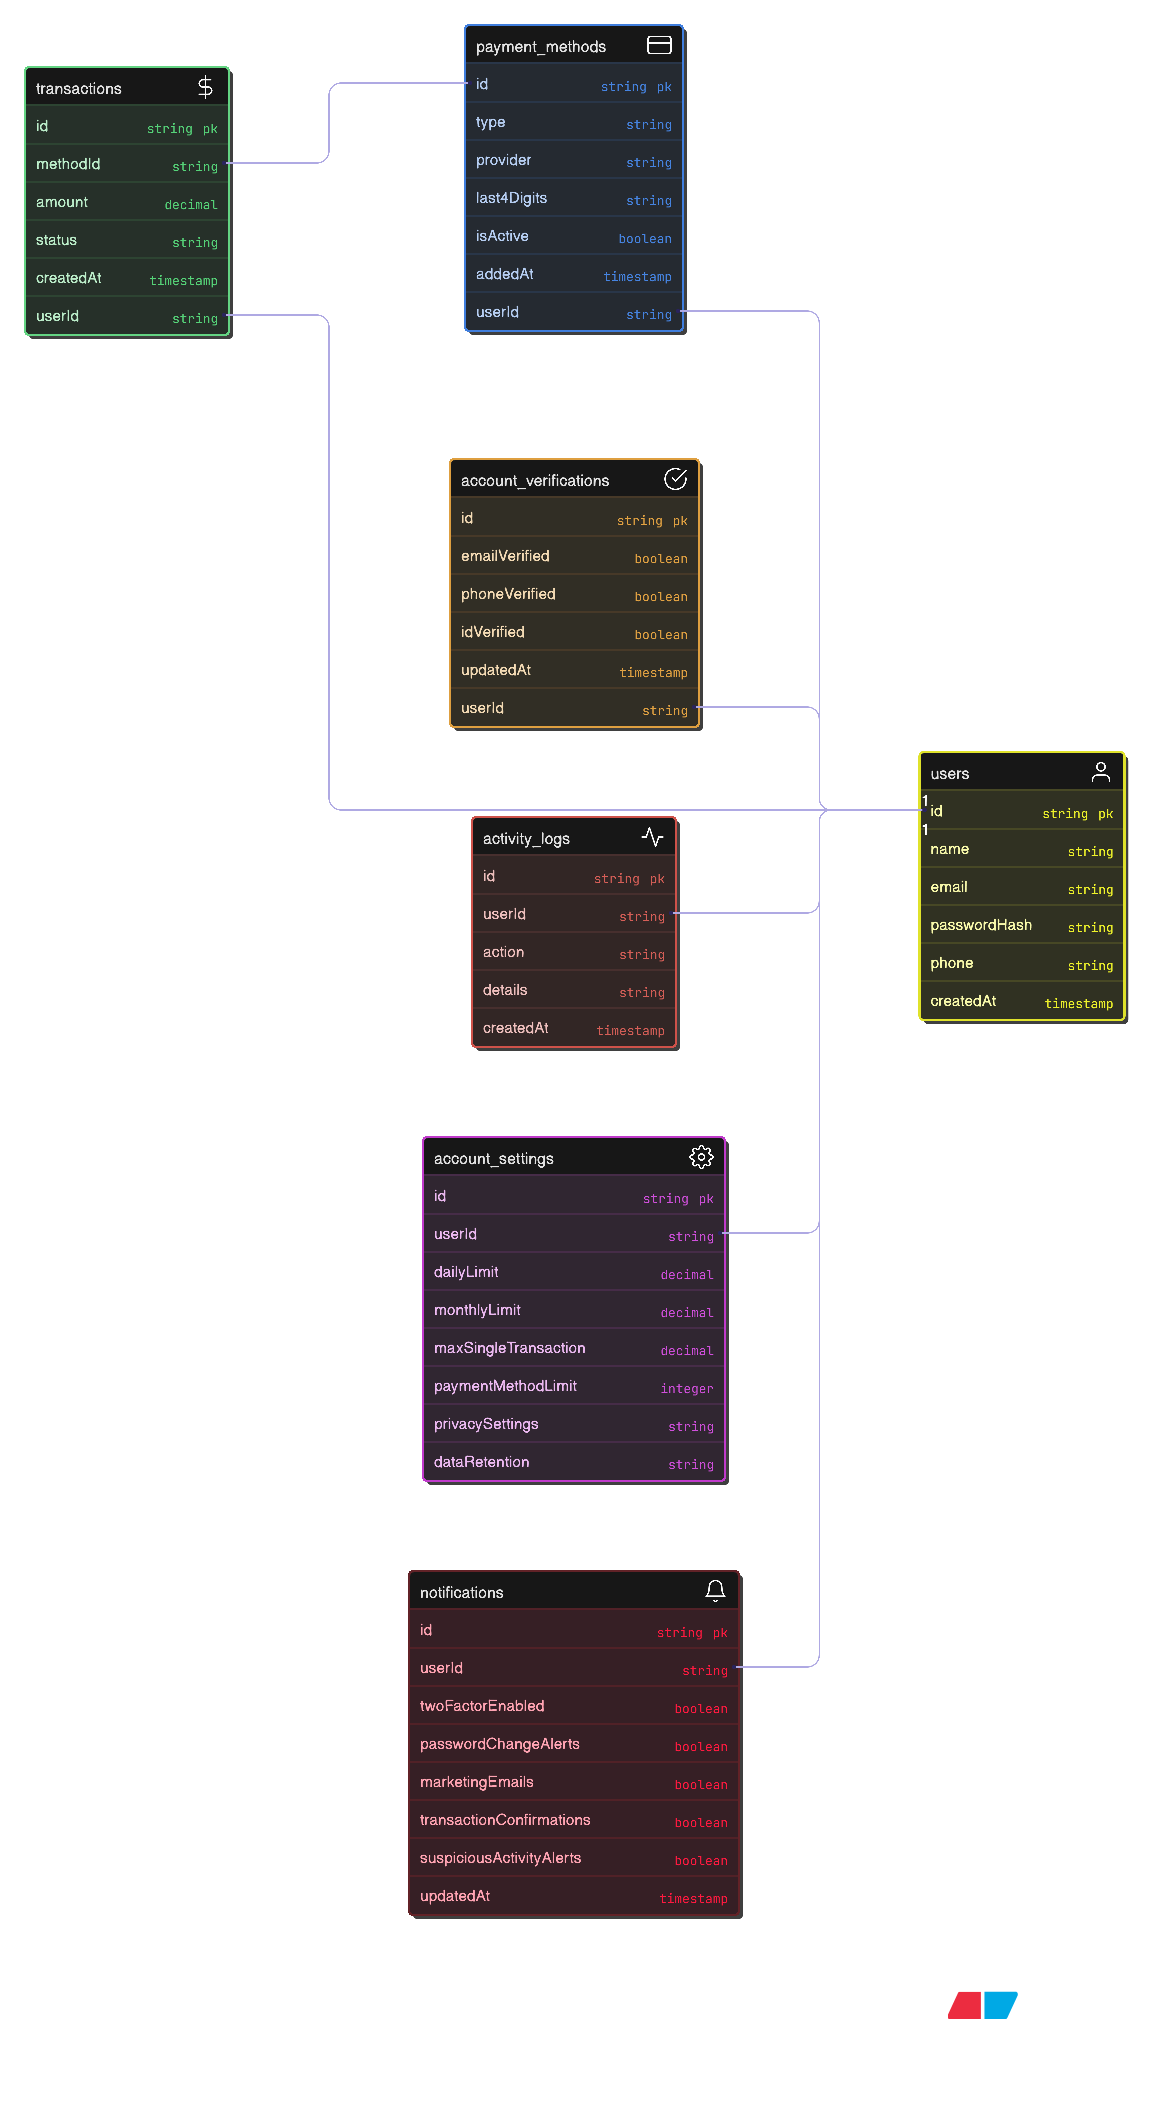 payment_methods
id string pk
type string
provider string
last4Digits string
isActive boolean
addedAt timestamp
userId string
transactions
id string pk
methodId string
amount decimal
status string
createdAt timestamp
userId string
account_verifications
id string pk
emailVerified boolean
phoneVerified boolean
idVerified boolean
updatedAt timestamp
userId string
users
1
id string pk
1
name string
email string
passwordHash string
phone string
createdAt timestamp
activity_logs
id string pk
userId string
action string
details string
createdAt timestamp
account_settings
id string pk
userId string
dailyLimit decimal
monthlyLimit decimal
maxSingleTransaction decimal
paymentMethodLimit integer
privacySettings string
dataRetention string
notifications
id string pk
userId string
twoFactorEnabled boolean
passwordChangeAlerts boolean
marketingEmails boolean
transactionConfirmations boolean
suspiciousActivityAlerts boolean
updatedAt timestamp